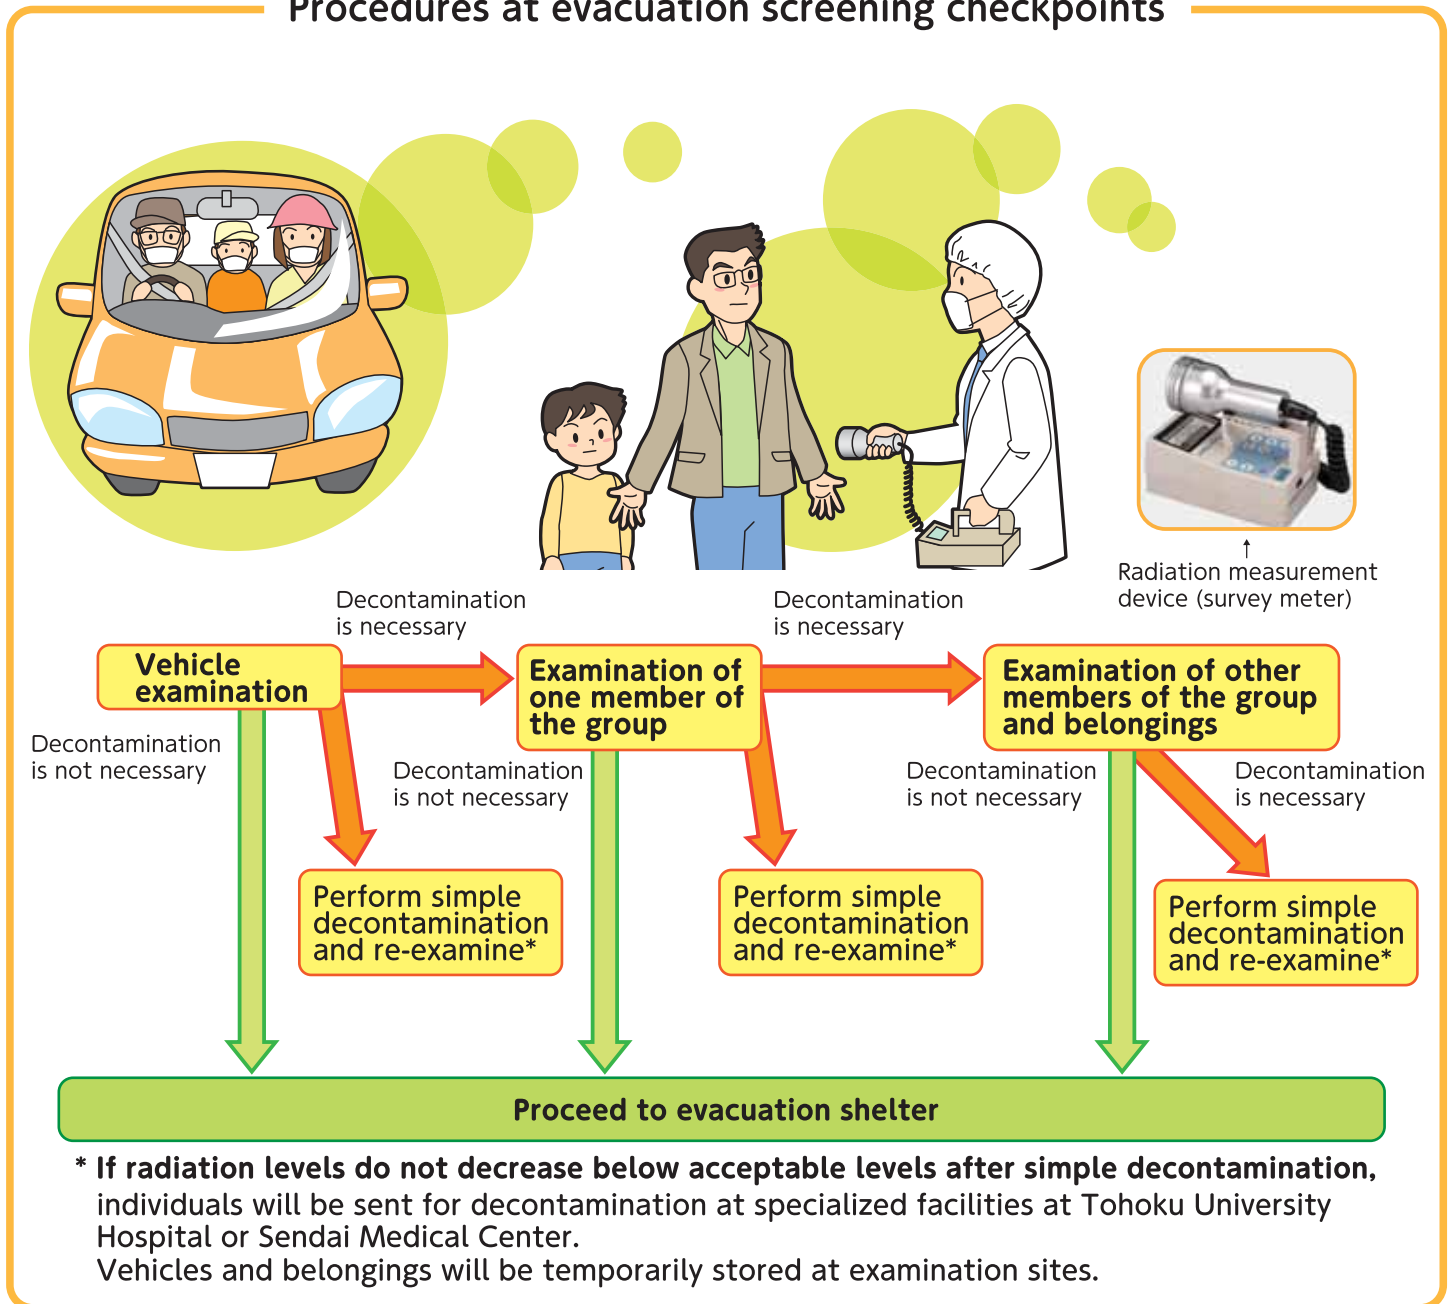 Procedures at evacuation screening checkpoints
Radiation measurement
device (survey meter)
Decontamination
is necessary
Decontamination
is necessary
Vehicle
examination
Examination of
one member of
the group
Examination of other
members of the group
and belongings
Decontamination
is not necessary
Decontamination
is not necessary
Decontamination
is not necessary
Decontamination
is necessary
Perform simple
decontamination
and re-examine*
Perform simple
decontamination
and re-examine*
Perform simple
decontamination
and re-examine*
Proceed to evacuation shelter
* If radiation levels do not decrease below acceptable levels after simple decontamination,
individuals will be sent for decontamination at specialized facilities at Tohoku University
Hospital or Sendai Medical Center.
Vehicles and belongings will be temporarily stored at examination sites.